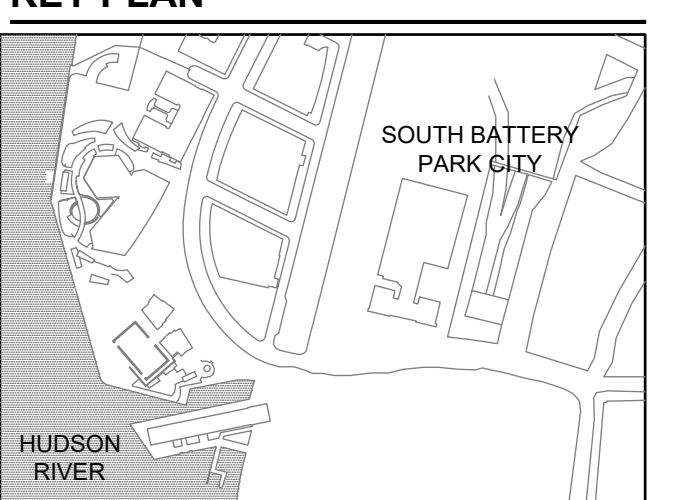 KEY PLAN
SOUTH BATTERY
PARK CITY
HUDSON
RIVER